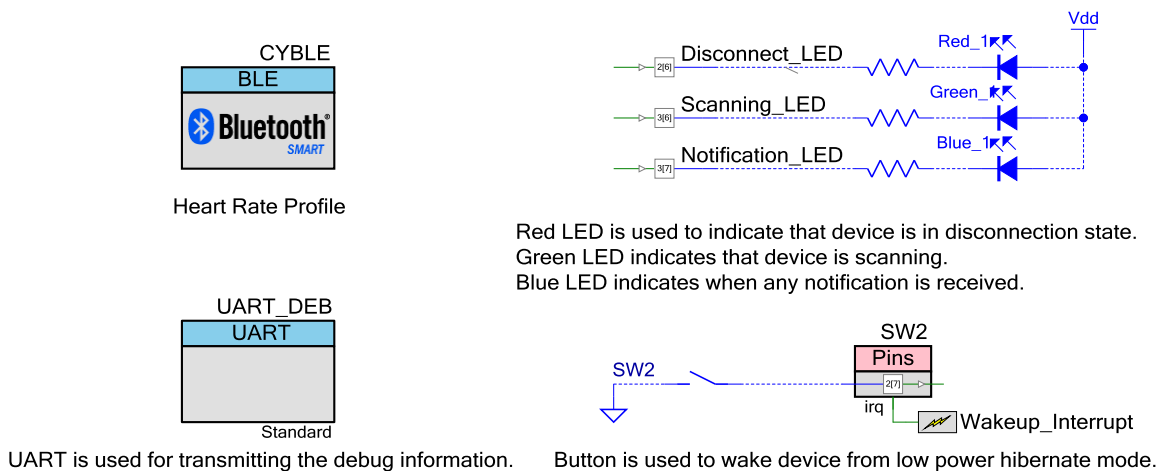 CYBLE
BLE
Bluetooth®
SMART
Heart Rate Profile
Vdd
Red_1
2[6]
Disconnect_LED
Green_
3[6]
Scanning_LED
Blue_1
3[7]
Notification_LED
Red LED is used to indicate that device is in disconnection state.
Green LED indicates that device is scanning.
Blue LED indicates when any notification is received.
UART_DEB
UART
Standard
UART is used for transmitting the debug information.
SW2
SW2
Pins
2[7]
irq
Wakeup_Interrupt
Button is used to wake device from low power hibernate mode.